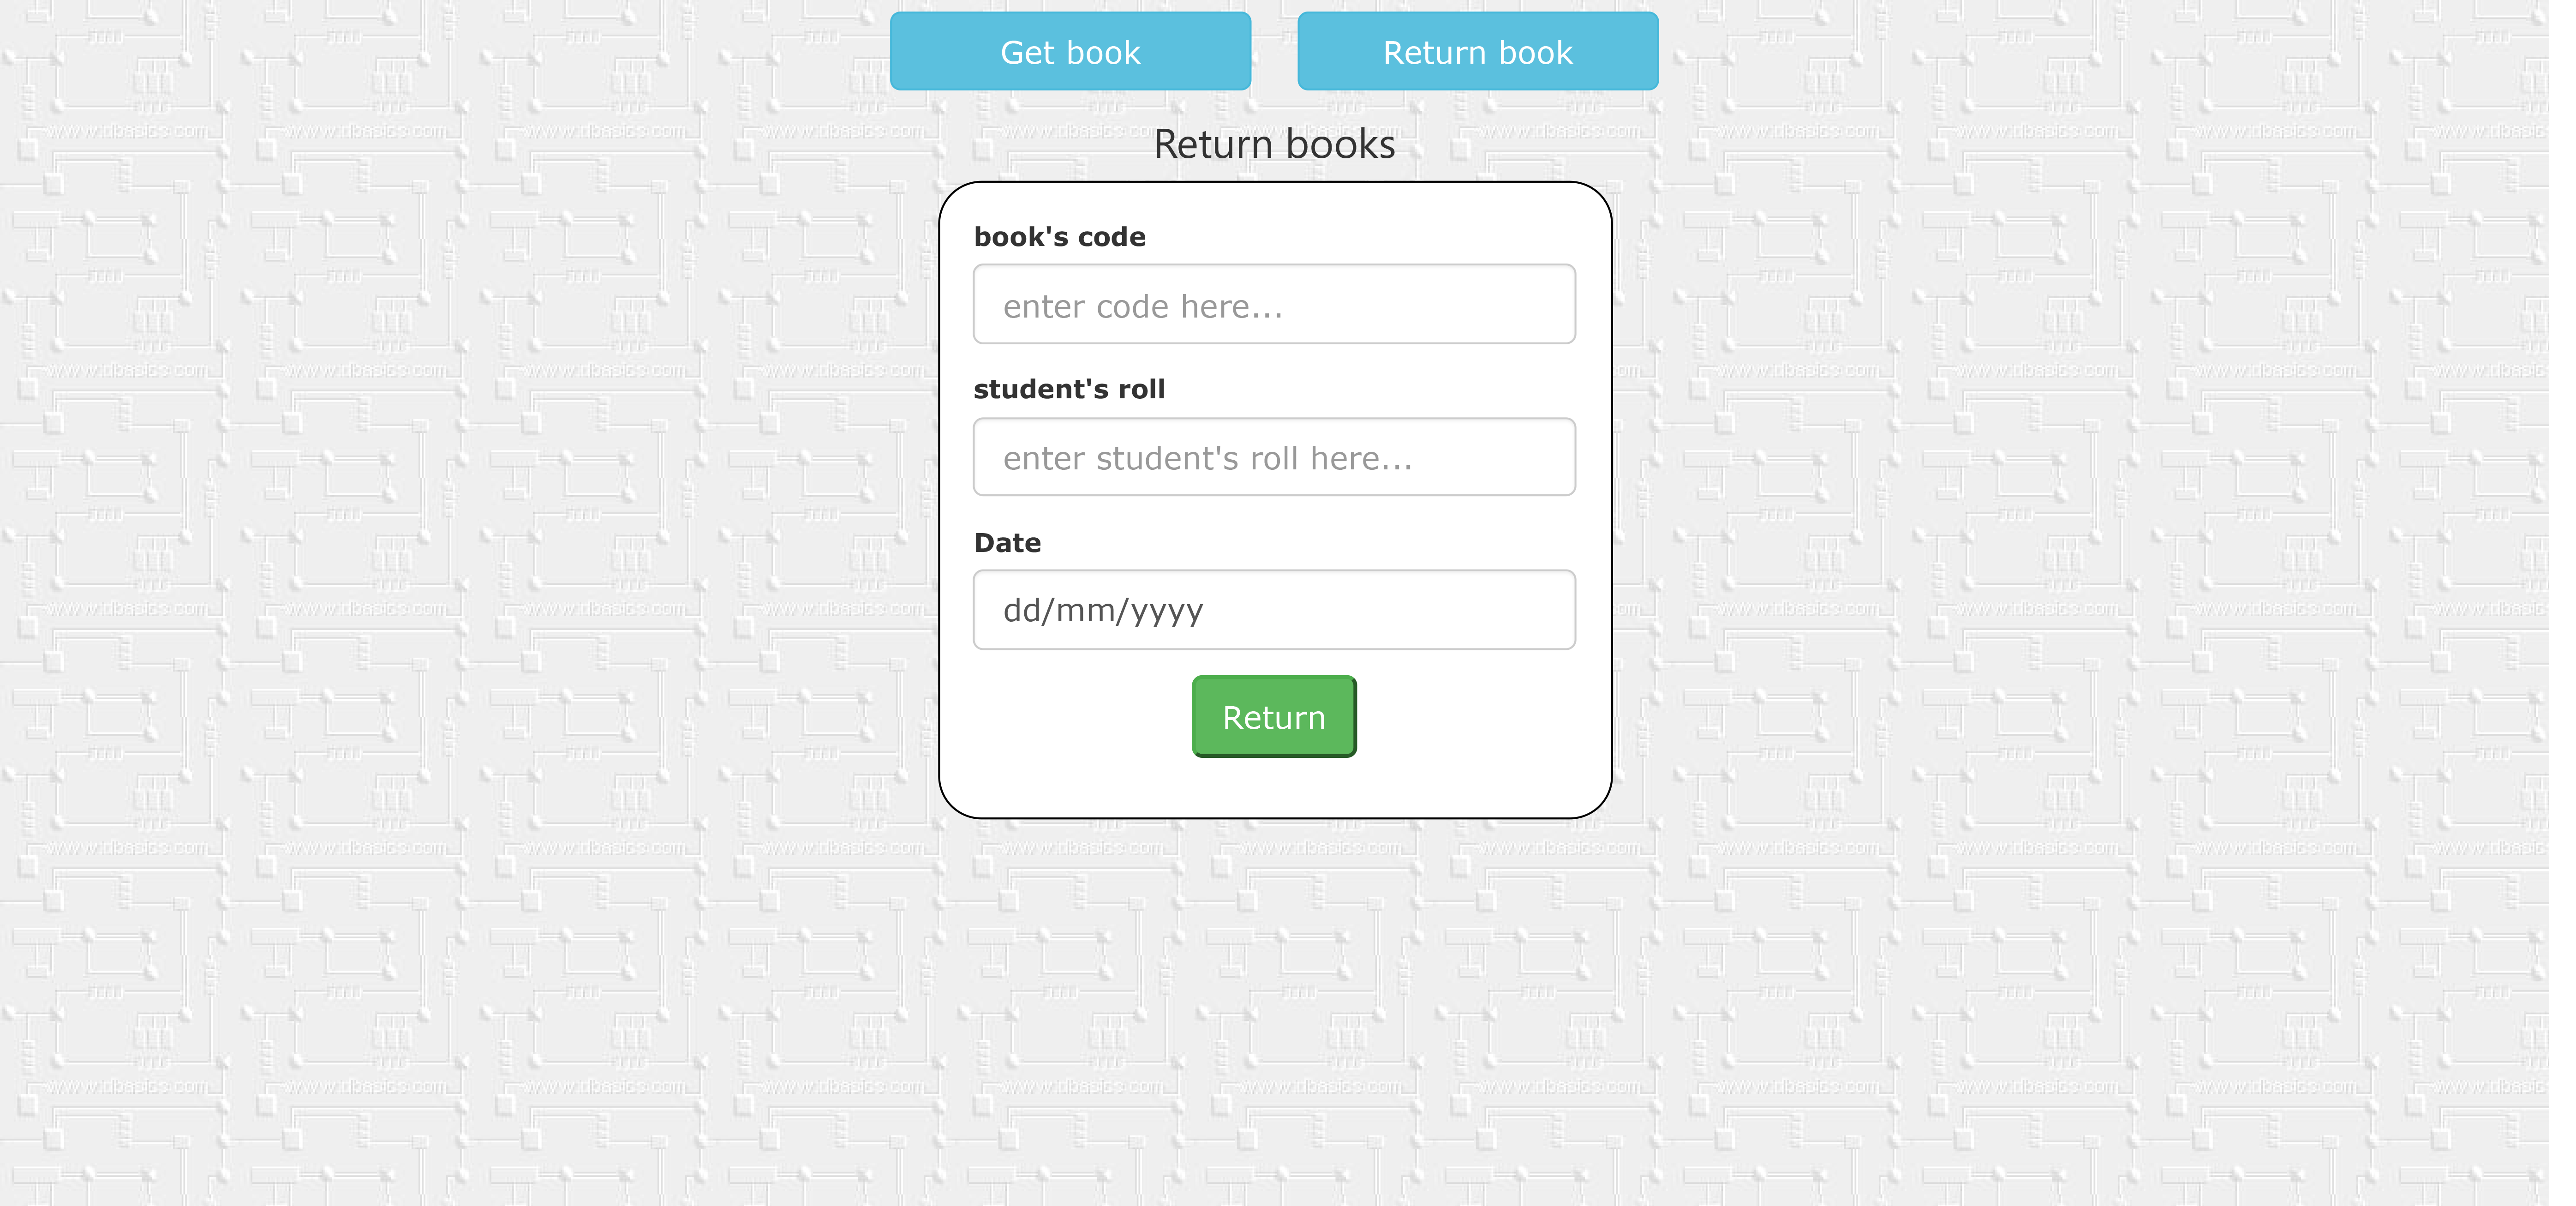 Get book
Return book
Return books
book's code
enter code here...
student's roll
enter student's roll here...
Date
dd/mm/yyyy
Return